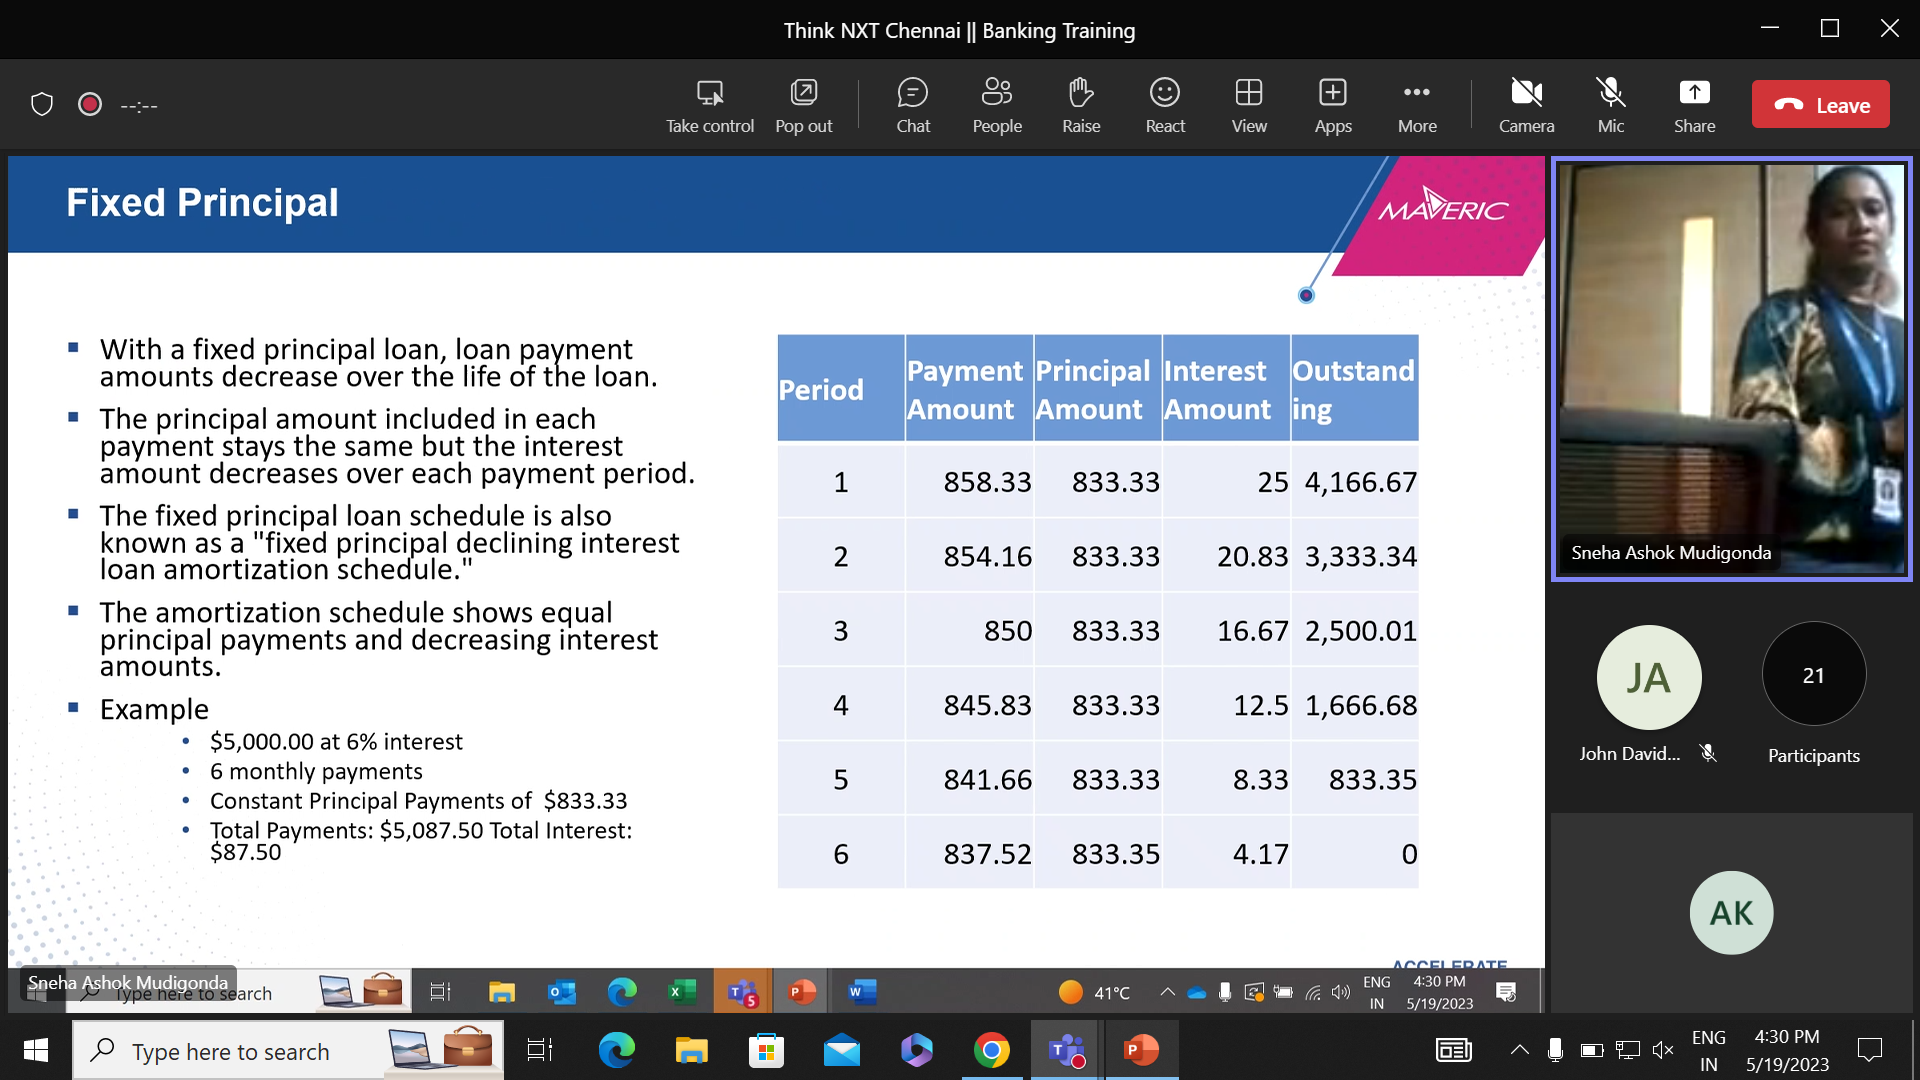 Think NXT Chennai || Banking Training
--:--
Take control
Pop out
Chat
People
Raise
React
View
Apps
More
Camera
Mic
Share
Leave
Fixed Principal
MAVERIC
With a fixed principal loan, loan payment
amounts decrease over the life of the loan.
The principal amount included in each
payment stays the same but the interest
amount decreases over each payment period.
The fixed principal loan schedule is also
known as a "fixed principal declining interest
loan amortization schedule."
The amortization schedule shows equal
principal payments and decreasing interest
amounts.
Example
$5,000.00 at 6% interest
6 monthly payments
Constant Principal Payments of $833.33
Total Payments: $5,087.50 Total Interest:
$87.50
Period Payment Amount Principal Amount Interest Amount Outstanding
1 858.33 833.33 25 4,166.67
2 854.16 833.33 20.83 3,333.34
3 850 833.33 16.67 2,500.01
4 845.83 833.33 12.5 1,666.68
5 841.66 833.33 8.33 833.35
6 837.52 833.35 4.17 0
ACCELERATE
Sneha Ashok Mudigonda
JA
John David...
21
Participants
AK
Sneha Ashok Mudigonda
Type here to search
5
41°C
ENG
IN
4:30 PM
5/19/2023
Type here to search
ENG
IN
4:30 PM
5/19/2023